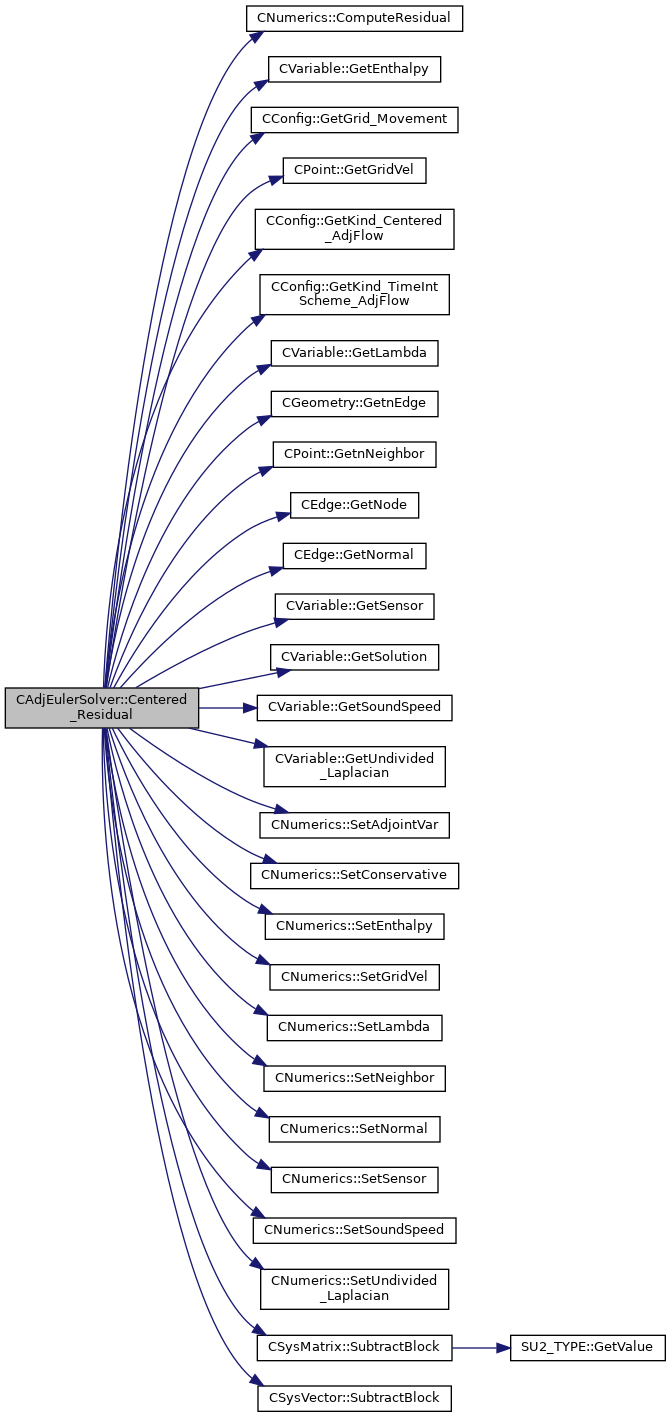 CNumerics::ComputeResidual
CVariable::GetEnthalpy
CConfig::GetGrid_Movement
CPoint::GetGridVel
CConfig::GetKind_Centered
_AdjFlow
CConfig::GetKind_TimeInt
Scheme_AdjFlow
CVariable::GetLambda
CGeometry::GetnEdge
CPoint::GetnNeighbor
CEdge::GetNode
CEdge::GetNormal
CVariable::GetSensor
CVariable::GetSolution
CAdjEulerSolver::Centered
_Residual
CVariable::GetSoundSpeed
CVariable::GetUndivided
_Laplacian
CNumerics::SetAdjointVar
CNumerics::SetConservative
CNumerics::SetEnthalpy
CNumerics::SetGridVel
CNumerics::SetLambda
CNumerics::SetNeighbor
CNumerics::SetNormal
CNumerics::SetSensor
CNumerics::SetSoundSpeed
CNumerics::SetUndivided
_Laplacian
CSysMatrix::SubtractBlock
SU2_TYPE::GetValue
CSysVector::SubtractBlock